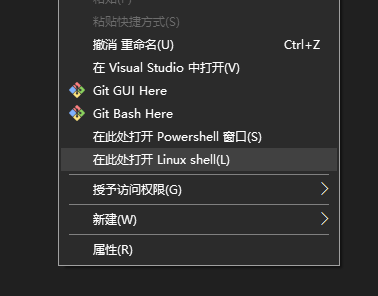 粘贴(P)
粘贴快捷方式(S)
撤消 重命名(U) Ctrl+Z
在 Visual Studio 中打开(V)
Git GUI Here
Git Bash Here
在此处打开 Powershell 窗口(S)
在此处打开 Linux shell(L)
授予访问权限(G)
新建(W)
属性(R)